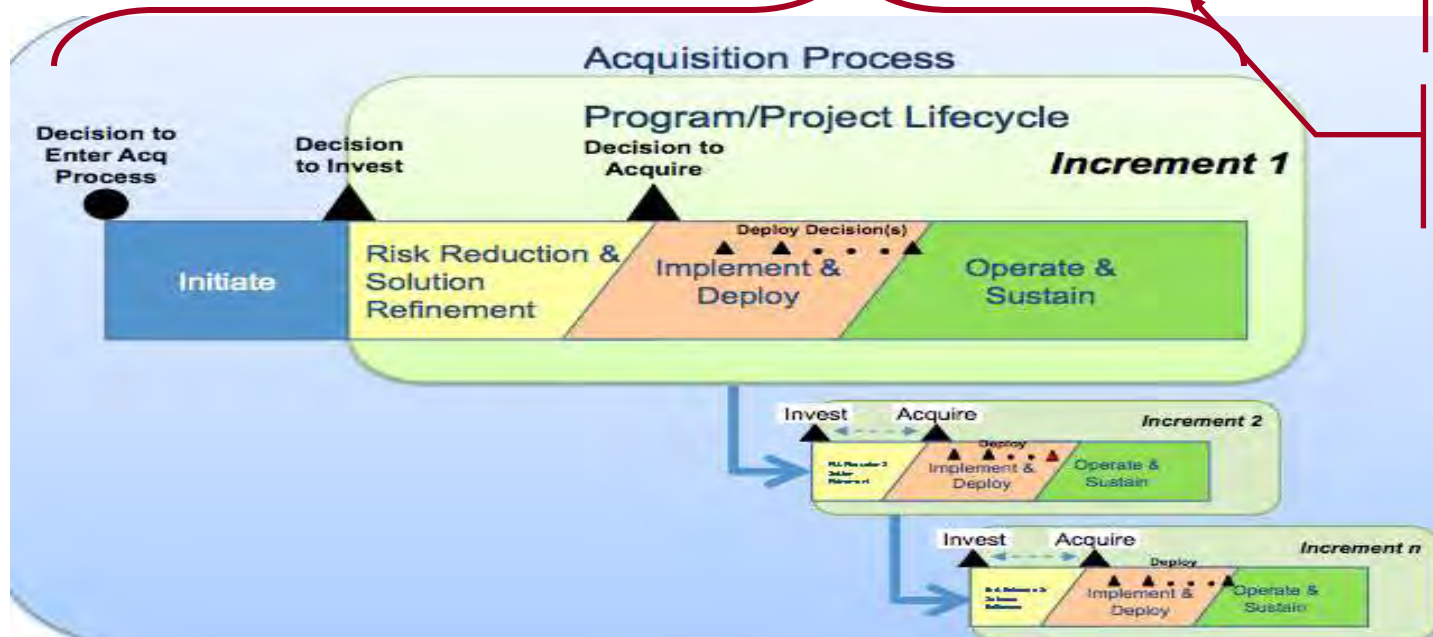 Acquisition Process
Program/Project Lifecycle
Decision to
Enter Acq
Process
Decision
to Invest
Decision to
Acquire
Increment 1
Initiate
Risk Reduction &
Solution
Refinement
Deploy Decision(s)
Implement &
Deploy
Operate &
Sustain
Invest
Acquire
Increment 2
Deploy
Implement &
Deploy
Operate &
Sustain
Invest
Acquire
Increment n
Deploy
Implement &
Deploy
Operate &
Sustain